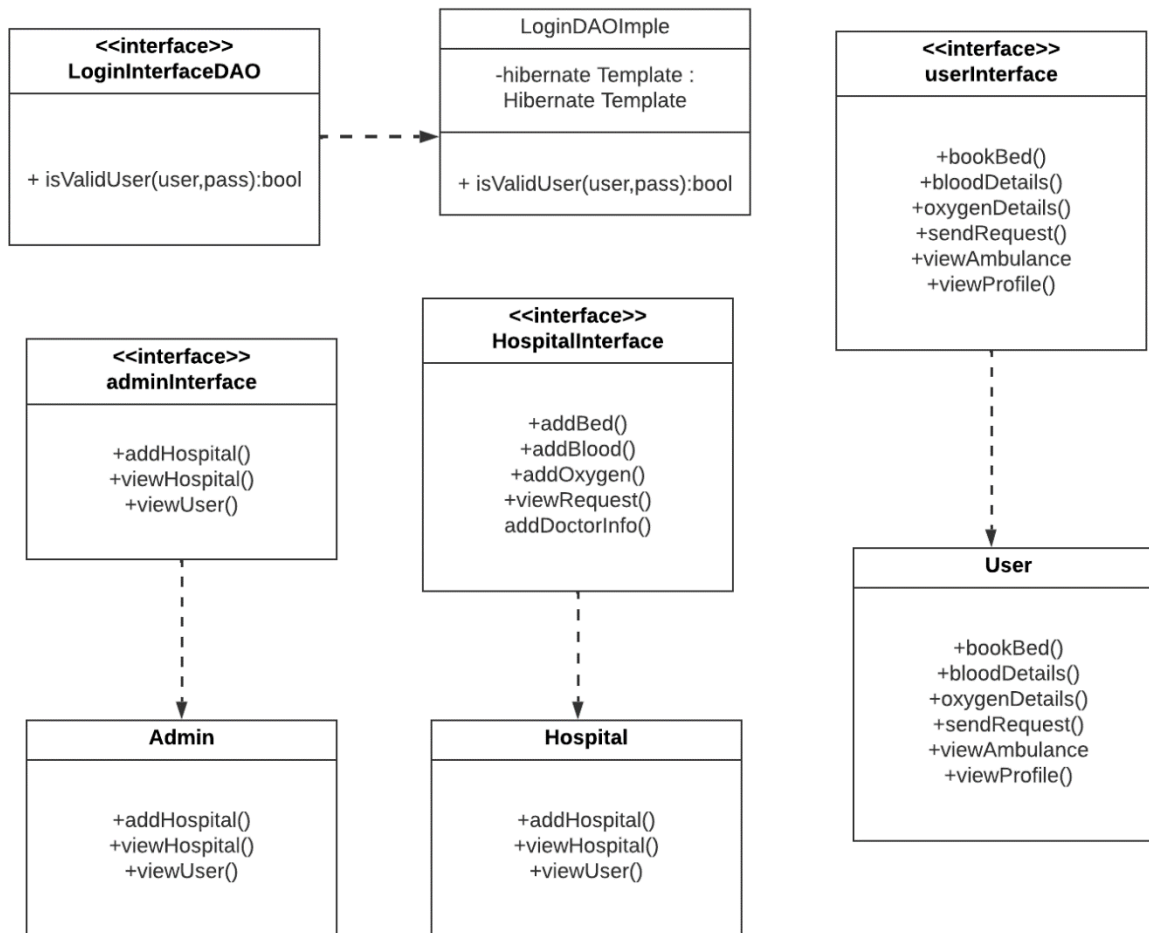 <<interface>>
LoginInterfaceDAO
+ isValidUser(user,pass):bool
LoginDAOImple
-hibernate Template :
Hibernate Template
+ isValidUser(user,pass):bool
<<interface>>
userInterface
+bookBed()
+bloodDetails()
+oxygenDetails()
+sendRequest()
+viewAmbulance
+viewProfile()
<<interface>>
adminInterface
+addHospital()
+viewHospital()
+viewUser()
<<interface>>
HospitalInterface
+addBed()
+addBlood()
+addOxygen()
+viewRequest()
addDoctorInfo()
User
+bookBed()
+bloodDetails()
+oxygenDetails()
+sendRequest()
+viewAmbulance
+viewProfile()
Admin
+addHospital()
+viewHospital()
+viewUser()
Hospital
+addHospital()
+viewHospital()
+viewUser()